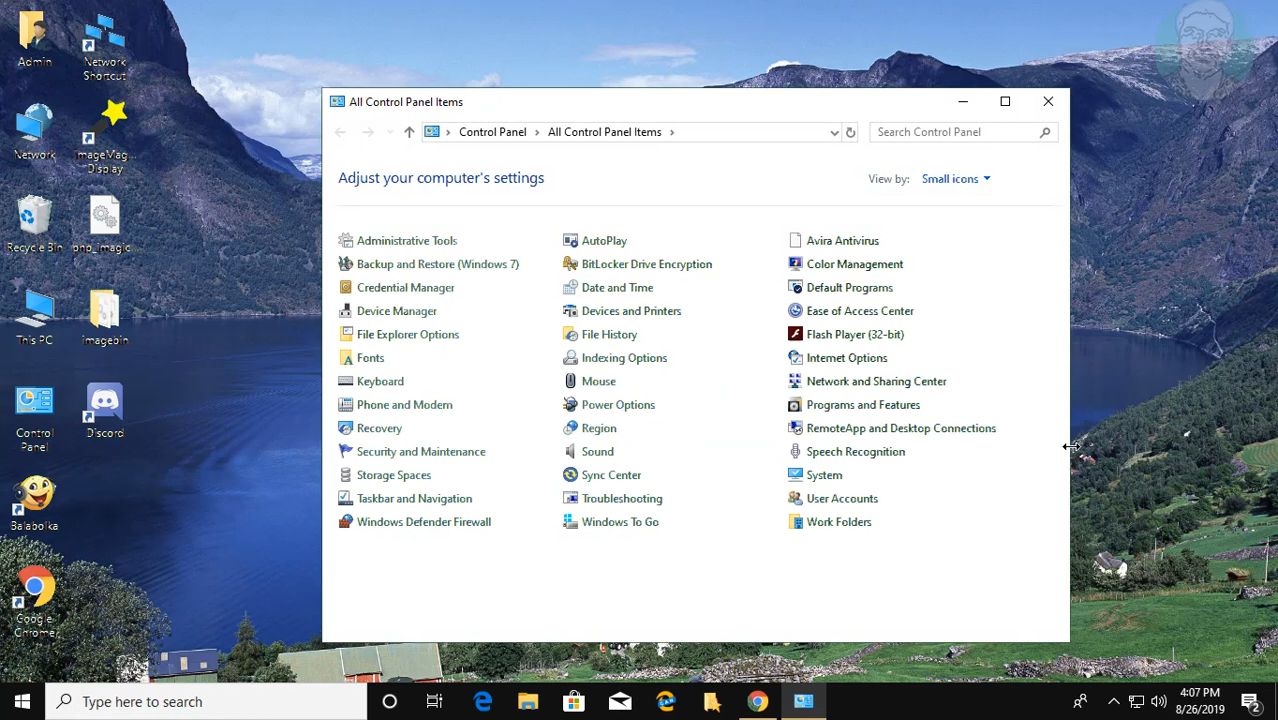 Admin
Network
Shortcut
Network
ImageMag...
Display
Recycle Bin
php_imagic...
This PC
imagebin
Control
Panel
Discord
Balabolka
Google
Chrome
All Control Panel Items
Control Panel
All Control Panel Items
Search Control Panel
Adjust your computer's settings
View by:
Small icons
Administrative Tools
AutoPlay
Avira Antivirus
Backup and Restore (Windows 7)
BitLocker Drive Encryption
Color Management
Credential Manager
Date and Time
Default Programs
Device Manager
Devices and Printers
Ease of Access Center
File Explorer Options
File History
Flash Player (32-bit)
Fonts
Indexing Options
Internet Options
Keyboard
Mouse
Network and Sharing Center
Phone and Modem
Power Options
Programs and Features
Recovery
Region
RemoteApp and Desktop Connections
Security and Maintenance
Sound
Speech Recognition
Storage Spaces
Sync Center
System
Taskbar and Navigation
Troubleshooting
User Accounts
Windows Defender Firewall
Windows To Go
Work Folders
Type here to search
4:07 PM
8/26/2019
2